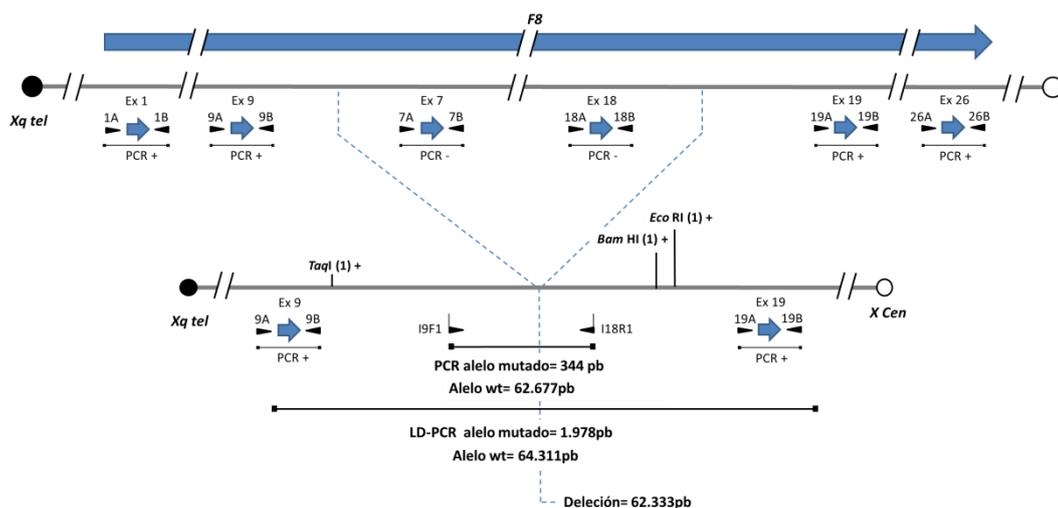 F8
Xq tel
Ex 1
1A 1B
PCR +
Ex 9
9A 9B
PCR +
Ex 7
7A 7B
PCR -
Ex 18
18A 18B
PCR -
Ex 19
19A 19B
PCR +
Ex 26
26A 26B
PCR +
Eco RI (1) +
Bam HI (1) +
TaqI (1) +
Xq tel
X Cen
Ex 9
9A 9B
PCR +
I9F1
I18R1
Ex 19
19A 19B
PCR +
PCR alelo mutado= 344 pb
Alelo wt= 62.677pb
LD-PCR alelo mutado= 1.978pb
Alelo wt= 64.311pb
Deleción= 62.333pb